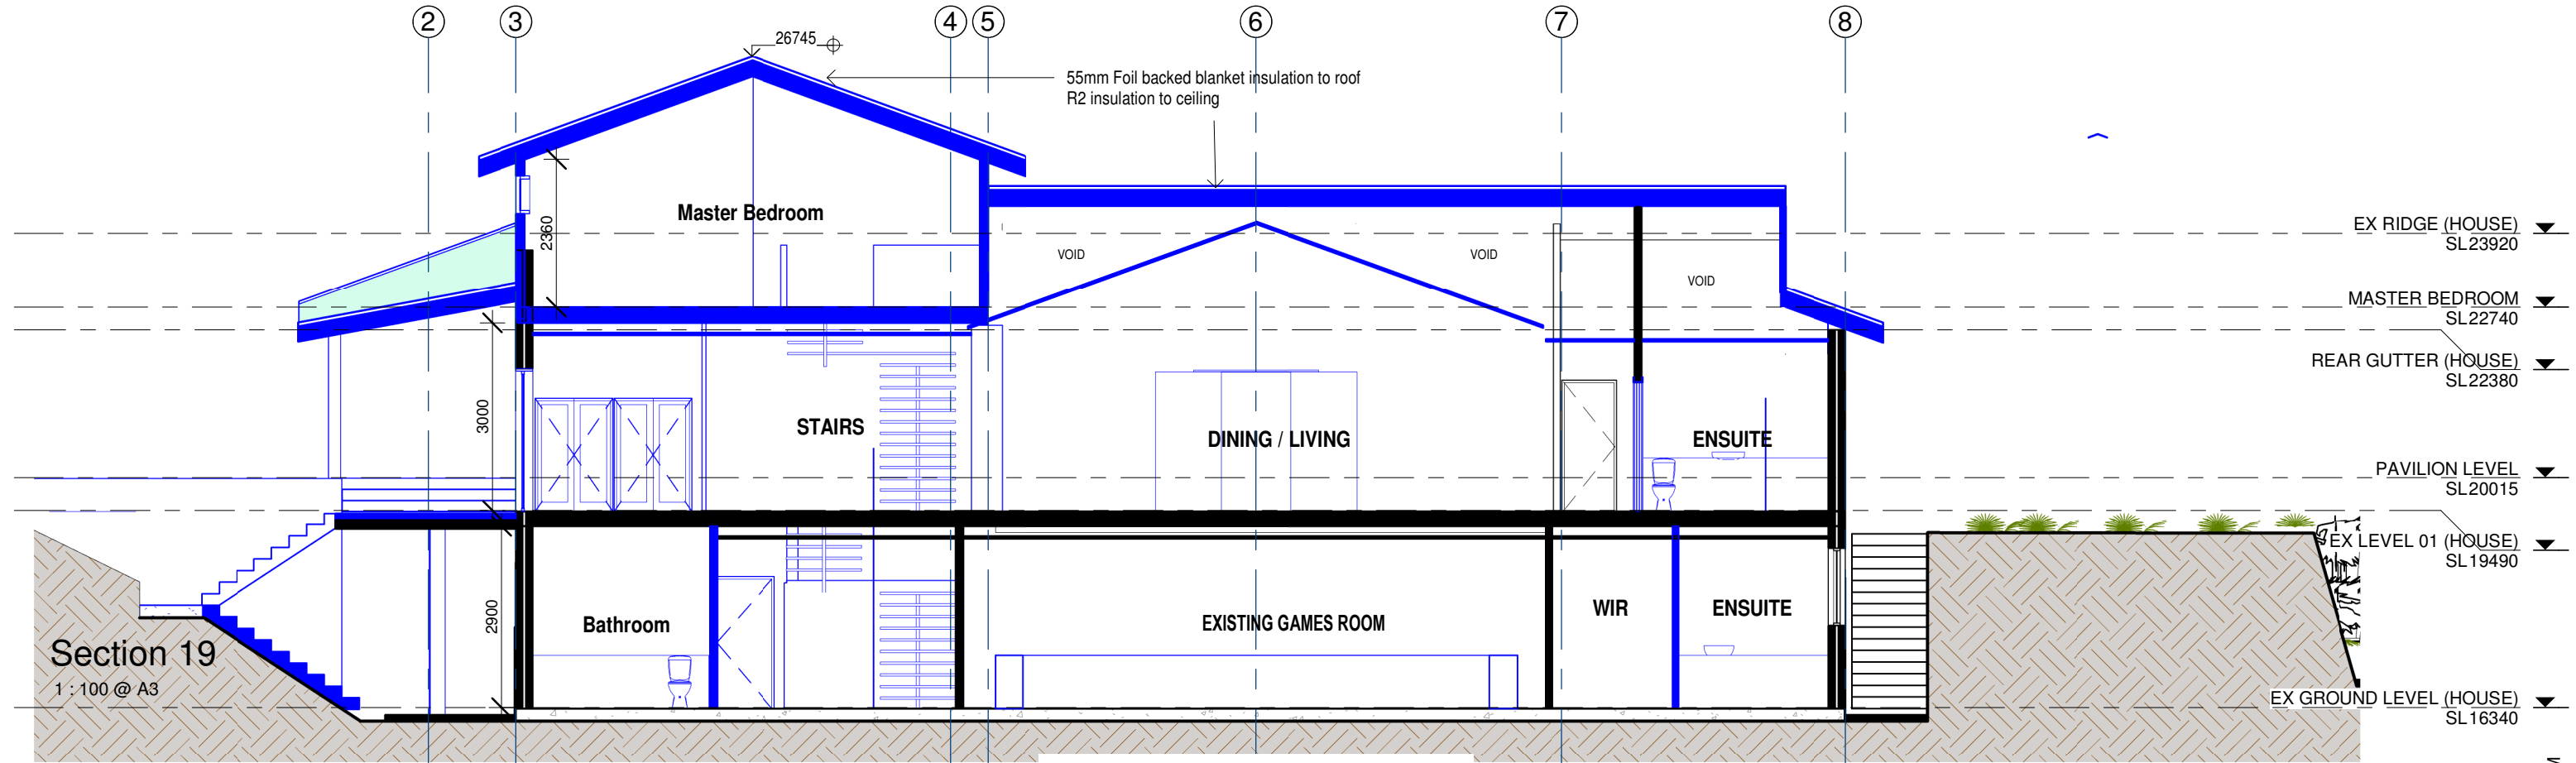 2
3
4
5
6
7
8
26745
55mm Foil backed blanket insulation to roof
R2 insulation to ceiling
Master Bedroom
2360
EX RIDGE (HOUSE)
SL23920
VOID
VOID
VOID
MASTER BEDROOM
SL22740
REAR GUTTER (HOUSE)
SL22380
3000
STAIRS
DINING / LIVING
ENSUITE
PAVILION LEVEL
SL20015
EX LEVEL 01 (HOUSE)
SL19490
2900
Bathroom
EXISTING GAMES ROOM
WIR
ENSUITE
Section 19
1 : 100 @ A3
EX GROUND LEVEL (HOUSE)
SL16340